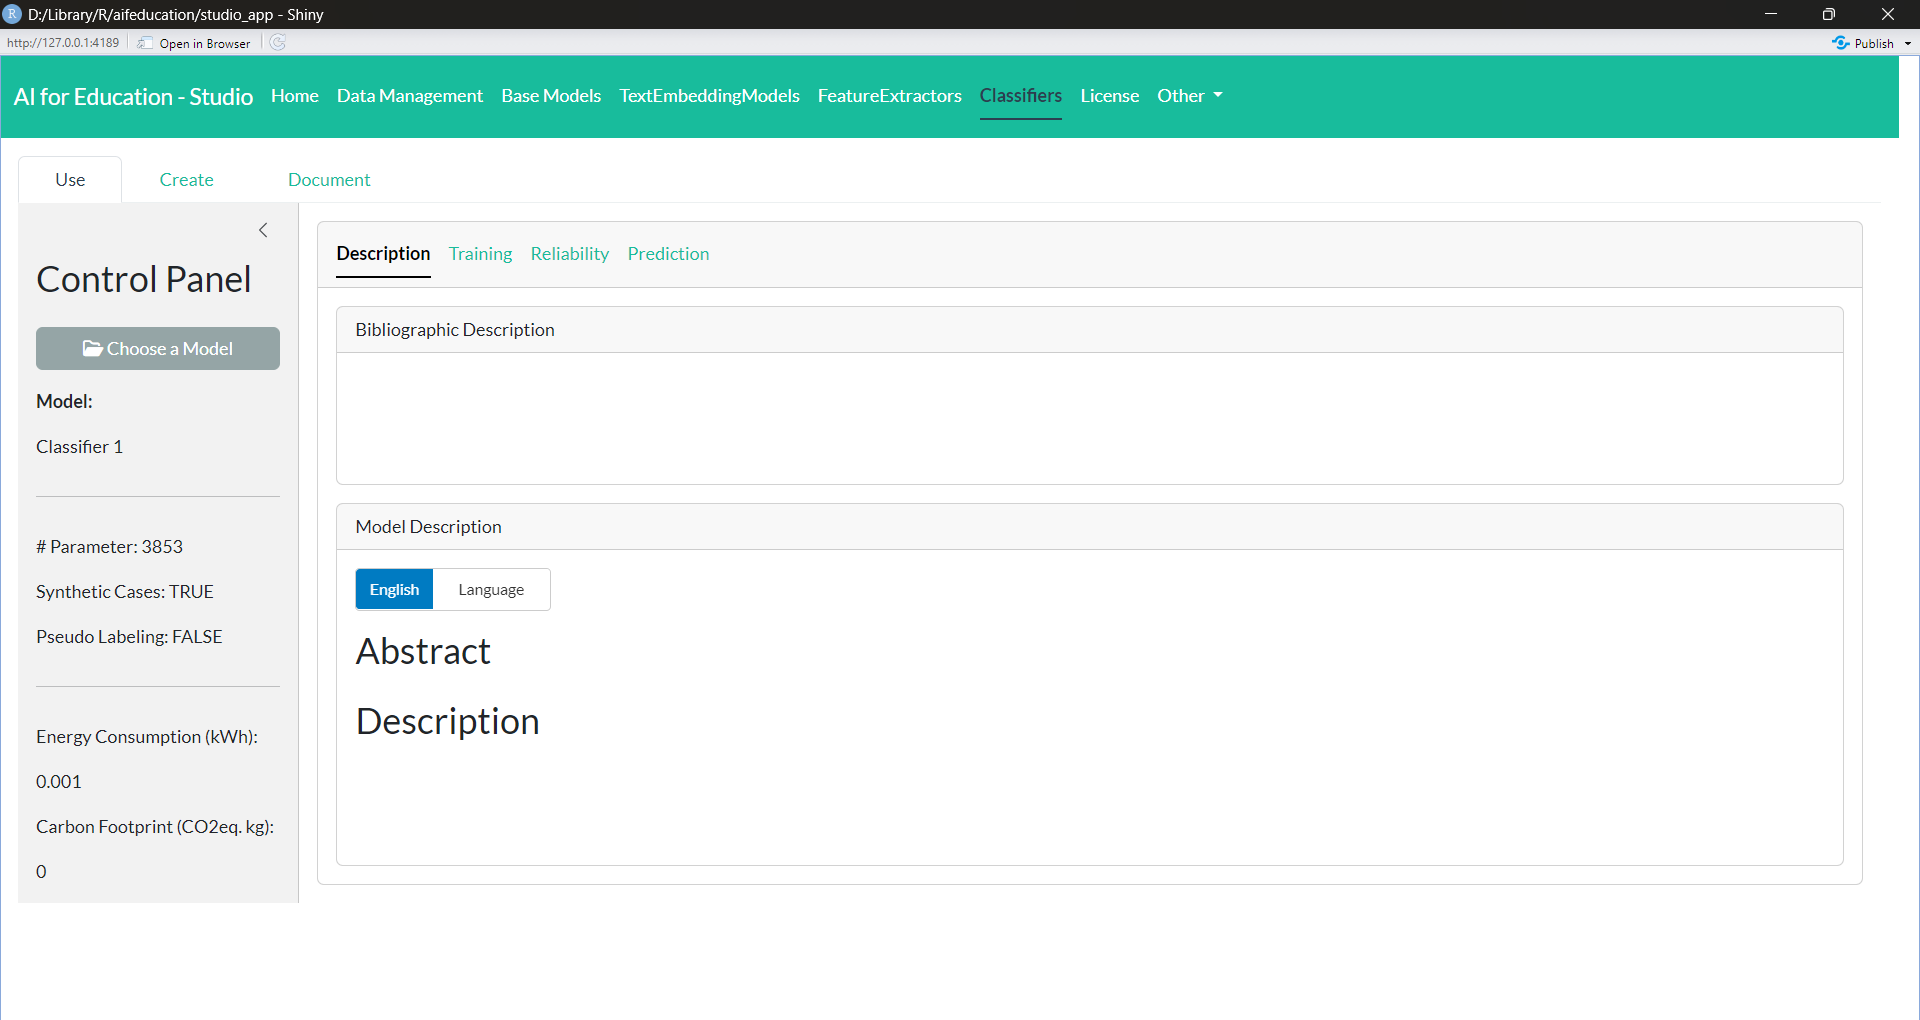 D:/Library/R/aifeducation/studio_app - Shiny
http://127.0.0.1:4189 Open in Browser Publish
AI for Education - Studio Home Data Management Base Models TextEmbeddingModels FeatureExtractors Classifiers License Other
Use Create Document
Control Panel
Choose a Model
Model:
Classifier 1
# Parameter: 3853
Synthetic Cases: TRUE
Pseudo Labeling: FALSE
Energy Consumption (kWh):
0.001
Carbon Footprint (CO2eq. kg):
0
Description Training Reliability Prediction
Bibliographic Description
Model Description
English Language
Abstract
Description